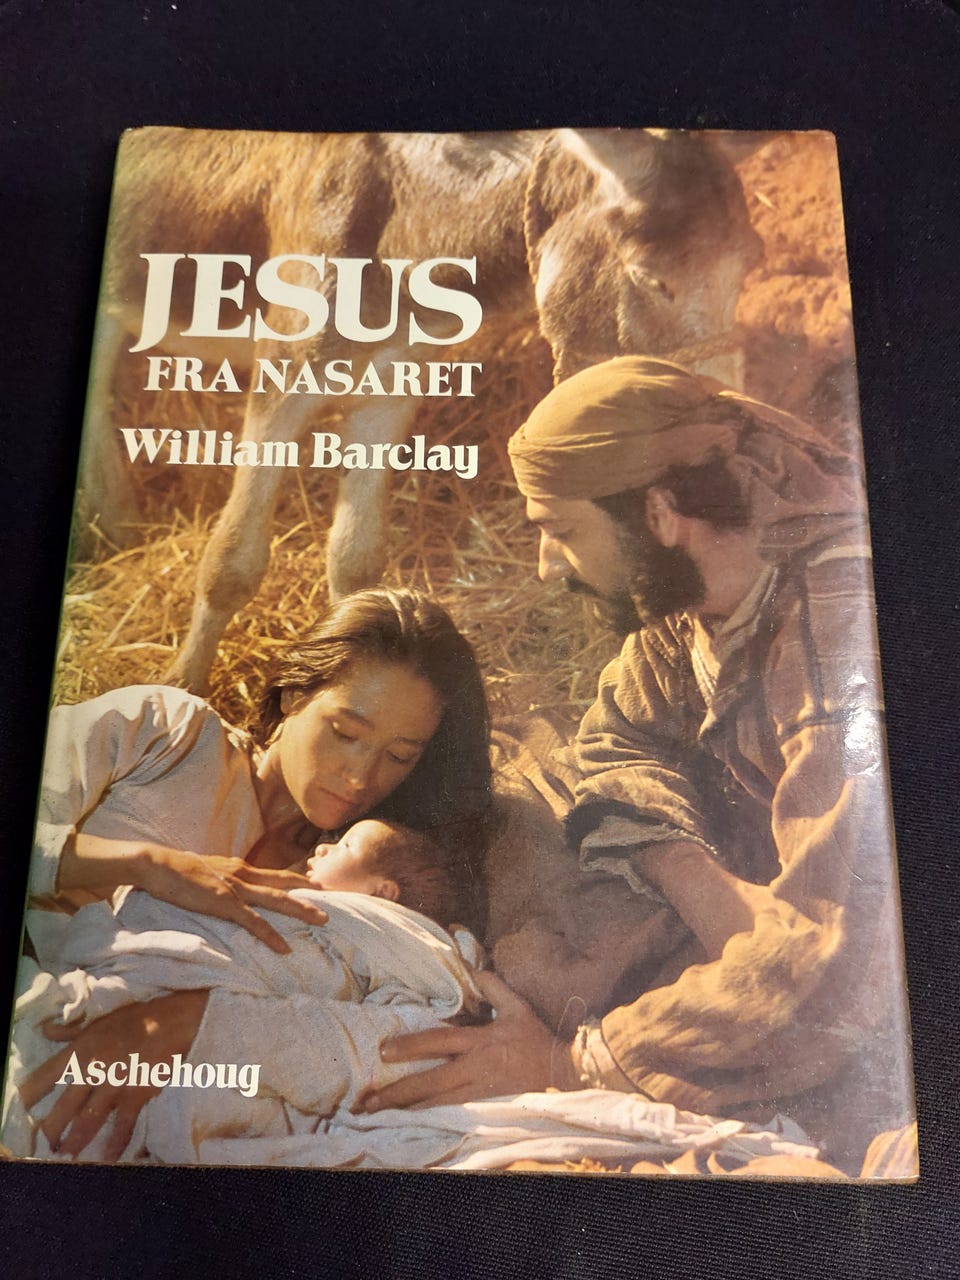 JESUS
FRA NASARET
William Barclay
Aschehoug